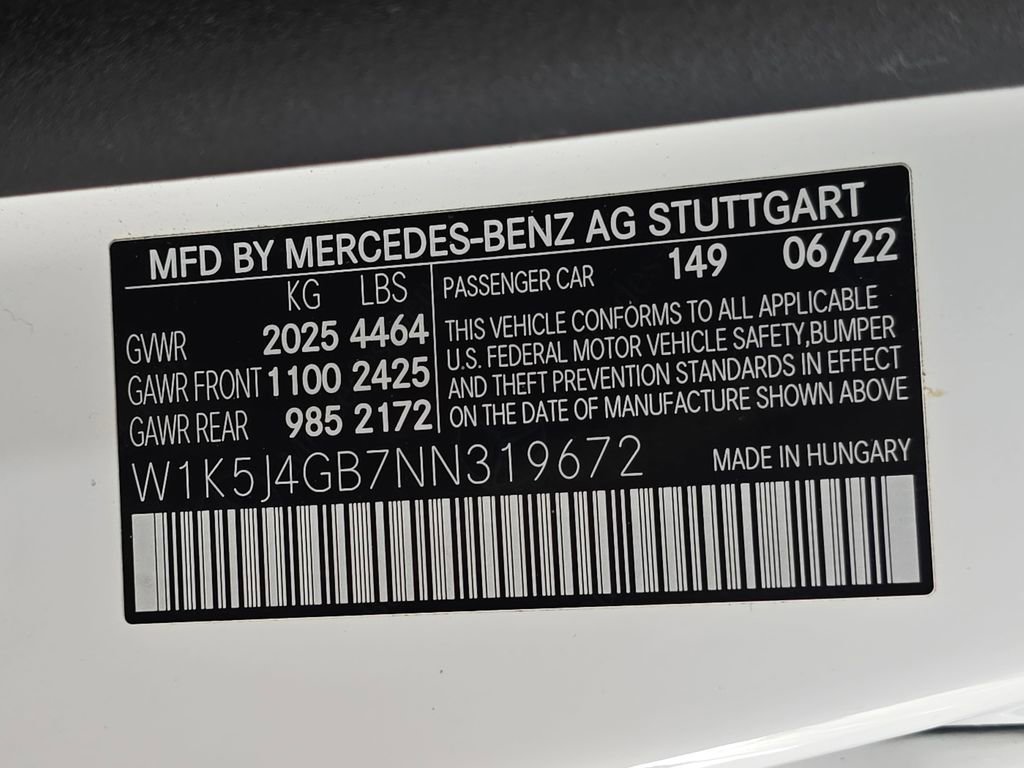 MFD BY MERCEDES-BENZ AG STUTTGART
KG LBS
GVWR 2025 4464
GAWR FRONT 1100 2425
GAWR REAR 985 2172
PASSENGER CAR 149 06/22
THIS VEHICLE CONFORMS TO ALL APPLICABLE
U.S. FEDERAL MOTOR VEHICLE SAFETY,BUMPER
AND THEFT PREVENTION STANDARDS IN EFFECT
ON THE DATE OF MANUFACTURE SHOWN ABOVE
W1K5J4GB7NN319672 MADE IN HUNGARY